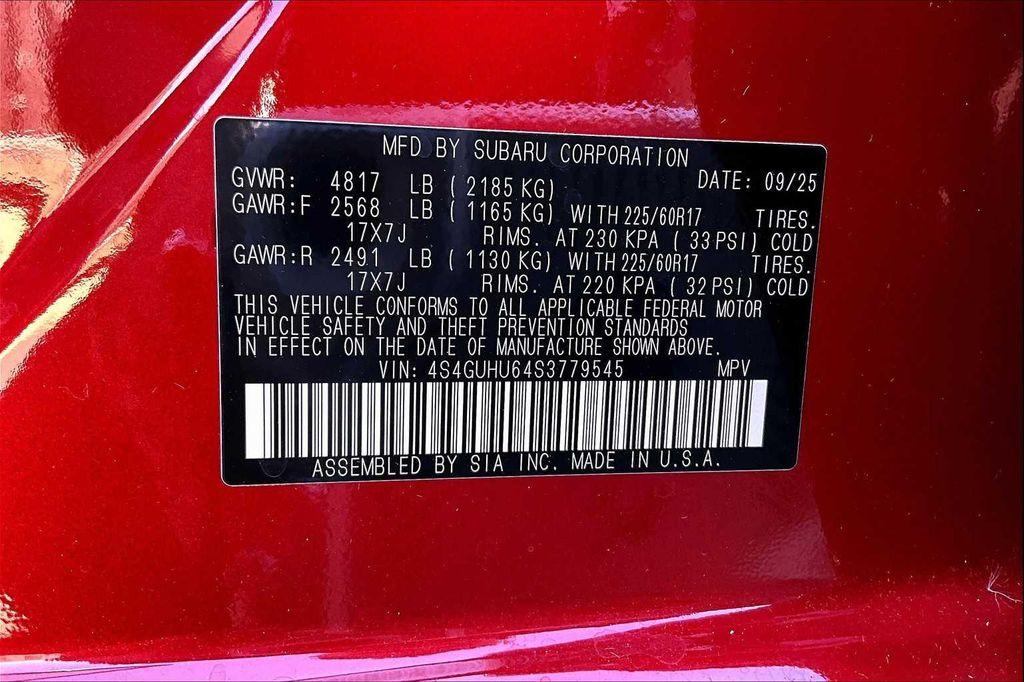 MFD BY SUBARU CORPORATION
GVWR: 4817 LB ( 2185 KG) DATE: 09/25
GAWR:F 2568 LB ( 1165 KG) WITH 225/60R17 TIRES.
17X7J RIMS. AT 230 KPA ( 33 PSI) COLD
GAWR:R 2491 LB ( 1130 KG) WITH 225/60R17 TIRES.
17X7J RIMS. AT 220 KPA ( 32 PSI) COLD
THIS VEHICLE CONFORMS TO ALL APPLICABLE FEDERAL MOTOR
VEHICLE SAFETY AND THEFT PREVENTION STANDARDS
IN EFFECT ON THE DATE OF MANUFACTURE SHOWN ABOVE.
VIN: 4S4GUHU64S3779545 MPV
ASSEMBLED BY SIA INC. MADE IN U.S.A.